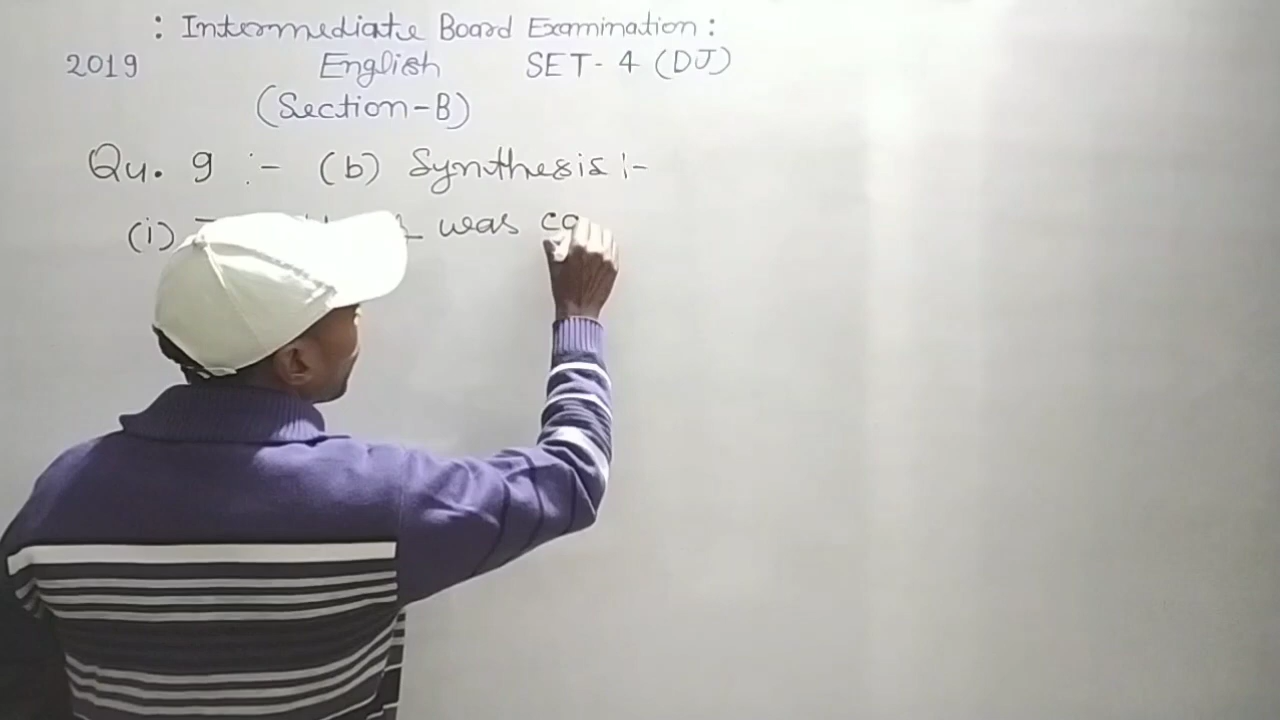 : Intermediate Board Examination :
2019 English SET - 4 (DJ)
(Section-B)
Qu. 9 :- (b) Synthesis :-
(i) was